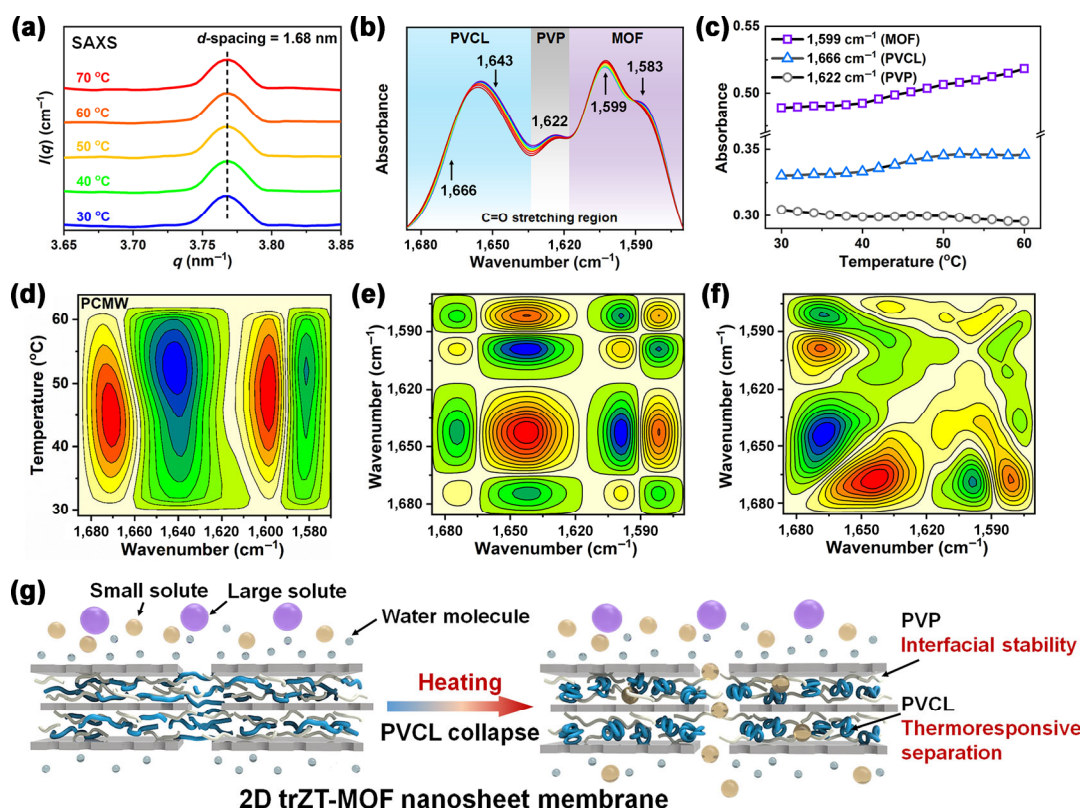 (a)
SAXS
d-spacing = 1.68 nm
70 °C
60 °C
50 °C
40 °C
30 °C
I(q) (cm⁻¹)
3.65 3.70 3.75 3.80 3.85
q (nm⁻¹)
(b)
PVCL PVP MOF
1,643
1,583
1,622
1,599
1,666
C=O stretching region
Absorbance
1,680 1,650 1,620 1,590
Wavenumber (cm⁻¹)
(c)
1,599 cm⁻¹ (MOF)
1,666 cm⁻¹ (PVCL)
1,622 cm⁻¹ (PVP)
Absorbance
0.55
0.50
0.35
0.30
30 40 50 60
Temperature (°C)
(d)
PCMW
Temperature (°C)
60
50
40
30
1,680 1,660 1,640 1,620 1,600 1,580
Wavenumber (cm⁻¹)
(e)
Wavenumber (cm⁻¹)
1,590
1,620
1,650
1,680
1,680 1,650 1,620 1,590
Wavenumber (cm⁻¹)
(f)
Wavenumber (cm⁻¹)
1,590
1,620
1,650
1,680
1,680 1,650 1,620 1,590
Wavenumber (cm⁻¹)
(g)
Small solute
Large solute
Water molecule
Heating
PVCL collapse
PVP
Interfacial stability
PVCL
Thermoresponsive
separation
2D trZT-MOF nanosheet membrane